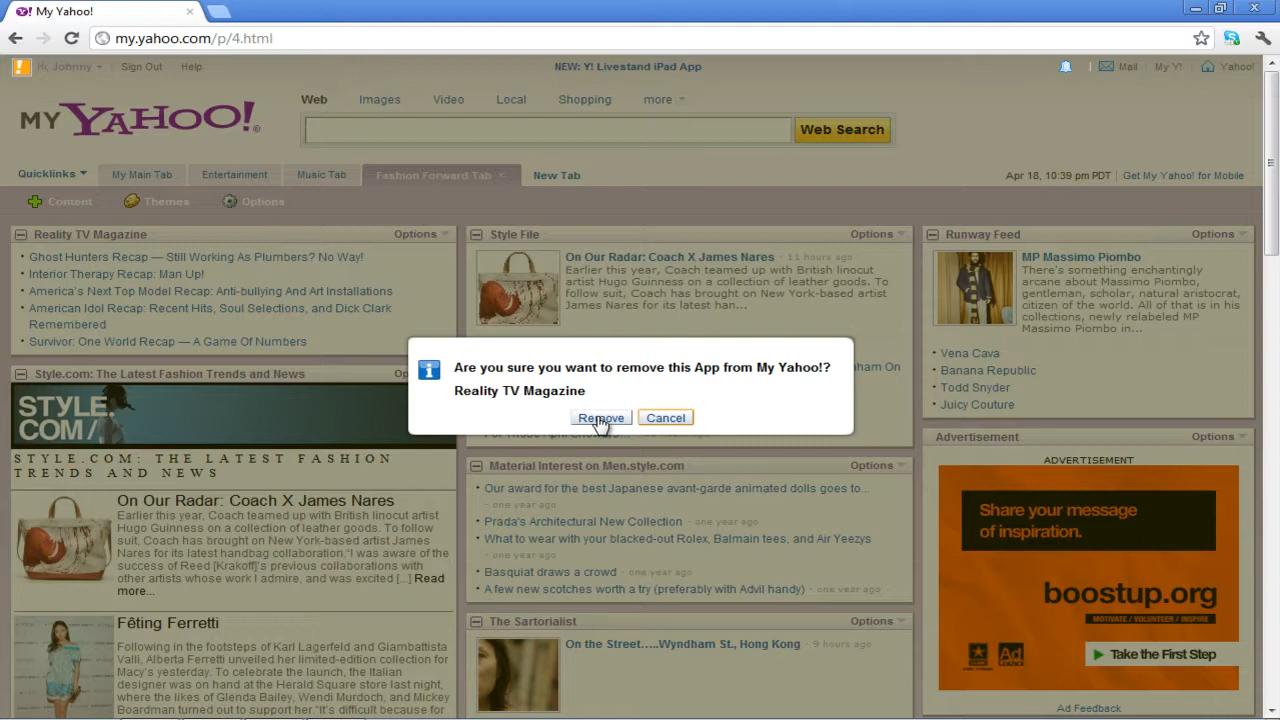 My Yahoo!
my.yahoo.com/p/4.html
Hi, Johnny
Sign Out
Help
NEW: Y! Livestand iPad App
Mail
My Y!
Yahoo!
MY YAHOO!
Web
Images
Video
Local
Shopping
more
Web Search
Quicklinks
My Main Tab
Entertainment
Music Tab
Fashion Forward Tab
New Tab
Apr 18, 10:39 pm PDT
Get My Yahoo! for Mobile
Content
Themes
Options
Reality TV Magazine
Options
Ghost Hunters Recap — Still Working As Plumbers? No Way!
Interior Therapy Recap: Man Up!
America's Next Top Model Recap: Anti-bullying And Art Installations
American Idol Recap: Recent Hits, Soul Selections, and Dick Clark
Remembered
Survivor: One World Recap — A Game Of Numbers
Style.com: The Latest Fashion Trends and News
STYLE.
COM/
STYLE.COM: THE LATEST FASHION
TRENDS AND NEWS
On Our Radar: Coach X James Nares
Earlier this year, Coach teamed up with British linocut artist
Hugo Guinness on a collection of leather goods. To follow
suit, Coach has brought on New York-based artist James
Nares for its latest handbag collaboration."I was aware of the
success of Reed [Krakoff]'s previous collaborations with
other artists whose work I admire, and was excited [...] Read
more...
Fêting Ferretti
Following in the footsteps of Karl Lagerfeld and Giambattista
Valli, Alberta Ferretti unveiled her limited-edition collection for
Macy's yesterday. To celebrate the launch, the Italian
designer was on hand at the Herald Square store last night,
where the likes of Glenda Bailey, Wendi Murdoch, and Mickey
Boardman turned out to support her."It's difficult because for
Style File
Options
On Our Radar: Coach X James Nares - 11 hours ago
Earlier this year, Coach teamed up with British linocut
artist Hugo Guinness on a collection of leather goods. To
follow suit, Coach has brought on New York-based artist
James Nares for its latest han...
Are you sure you want to remove this App from My Yahoo!?
Reality TV Magazine
Remove
Cancel
Material Interest on Men.style.com
Options
Our award for the best Japanese avant-garde animated dolls goes to...
- one year ago
Prada's Architectural New Collection - one year ago
What to wear with your blacked-out Rolex, Balmain tees, and Air Yeezys
- one year ago
Basquiat draws a crowd - one year ago
A few new scotches worth a try (preferably with Advil handy) - one year ago
The Sartorialist
Options
On the Street.....Wyndham St., Hong Kong - 9 hours ago
Runway Feed
Options
MP Massimo Piombo
There's something enchantingly
arcane about Massimo Piombo,
gentleman, scholar, natural aristocrat,
citizen of the world. All of that is in his
collections, newly relabeled MP
Massimo Piombo in...
Vena Cava
Banana Republic
Todd Snyder
Juicy Couture
Advertisement
Options
ADVERTISEMENT
Share your message
of inspiration.
boostup.org
MOTIVATE / VOLUNTEER / INSPIRE
Take the First Step
Ad Feedback